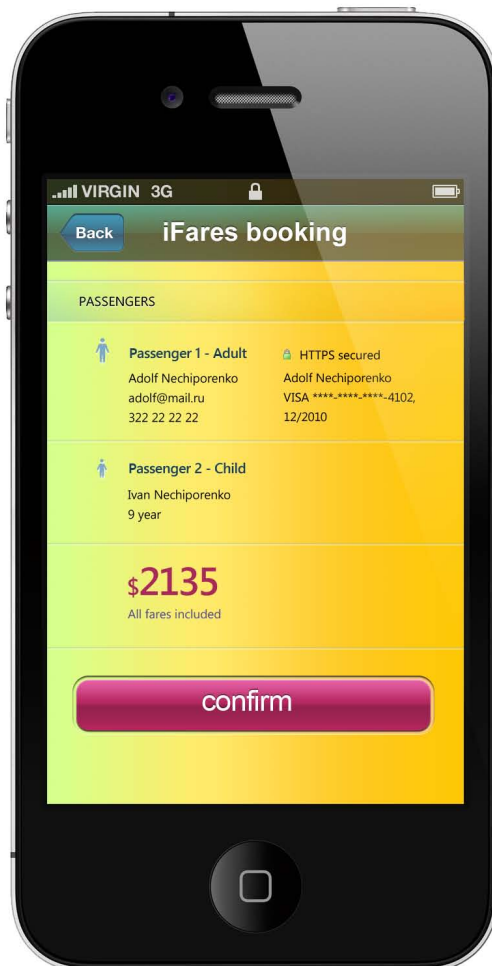 VIRGIN 3G
Back
iFares booking
PASSENGERS
Passenger 1 - Adult
Adolf Nechiporenko
adolf@mail.ru
322 22 22 22
HTTPS secured
Adolf Nechiporenko
VISA ****-****-****-4102,
12/2010
Passenger 2 - Child
Ivan Nechiporenko
9 year
$2135
All fares included
confirm